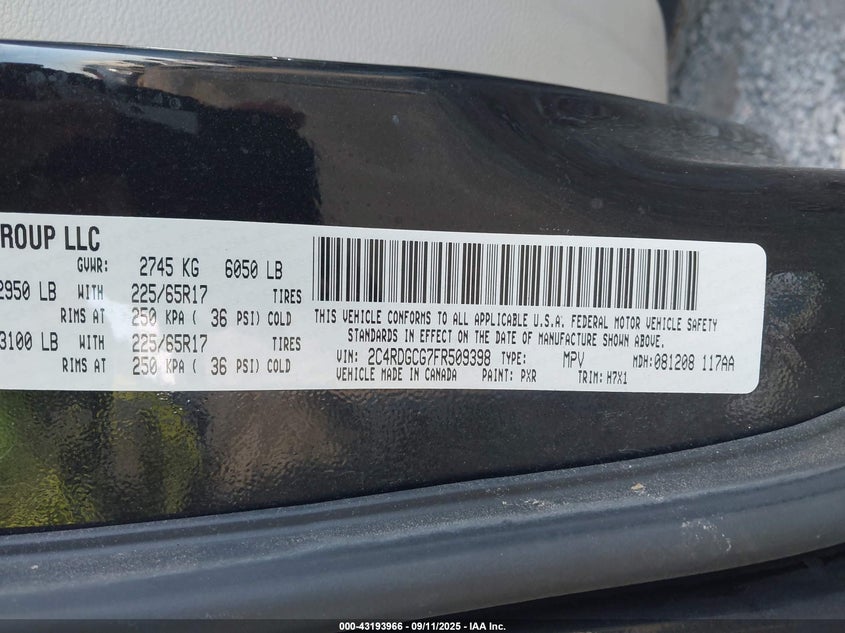 ROUP LLC
GVWR: 2745 KG 6050 LB
2950 LB WITH 225/65R17 TIRES
RIMS AT 250 KPA ( 36 PSI) COLD
3100 LB WITH 225/65R17 TIRES
RIMS AT 250 KPA ( 36 PSI) COLD
THIS VEHICLE CONFORMS TO ALL APPLICABLE U.S.A. FEDERAL MOTOR VEHICLE SAFETY
STANDARDS IN EFFECT ON THE DATE OF MANUFACTURE SHOWN ABOVE.
VIN: 2C4RDGCG7FR509398 TYPE: MPV MDH: 081208 117AA
VEHICLE MADE IN CANADA PAINT: PXR TRIM: H7X1
000-43193966 - 09/11/2025 - IAA Inc.